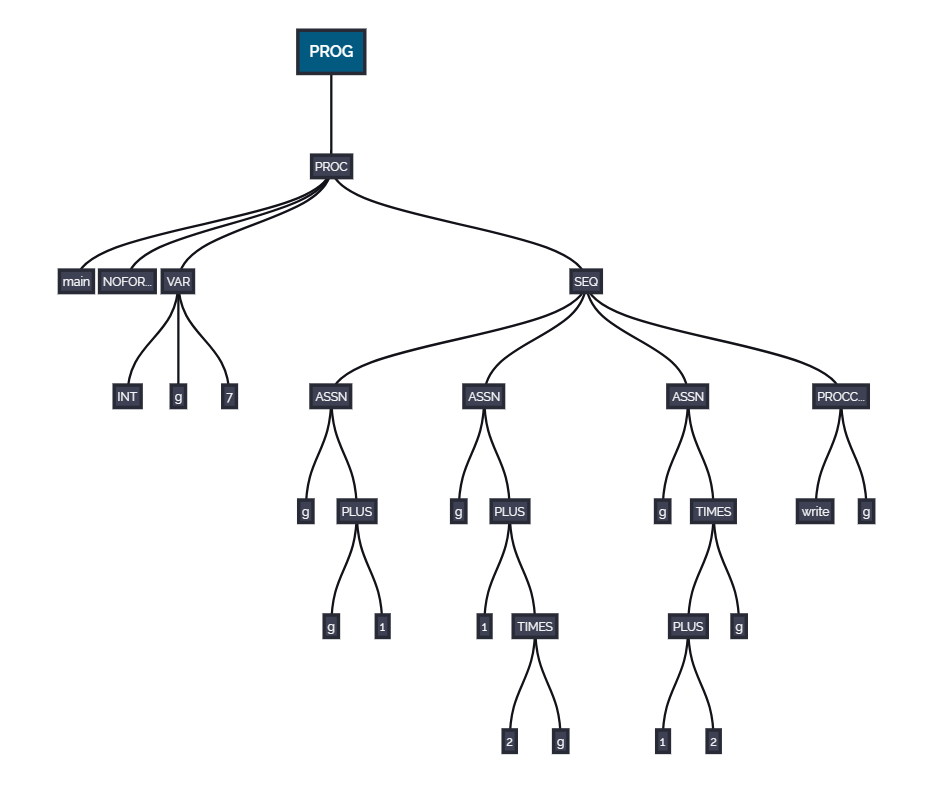 PROG
PROC
main NOFOR... VAR SEQ
INT g 7 ASSN ASSN ASSN PROCC...
g PLUS g PLUS g TIMES write g
g 1 1 TIMES PLUS g
2 g 1 2